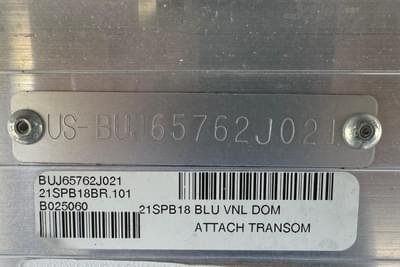 US-BUJ65762J021
BUJ65762J021
21SPB18BR.101
B025060
21SPB18 BLU VNL DOM
ATTACH TRANSOM